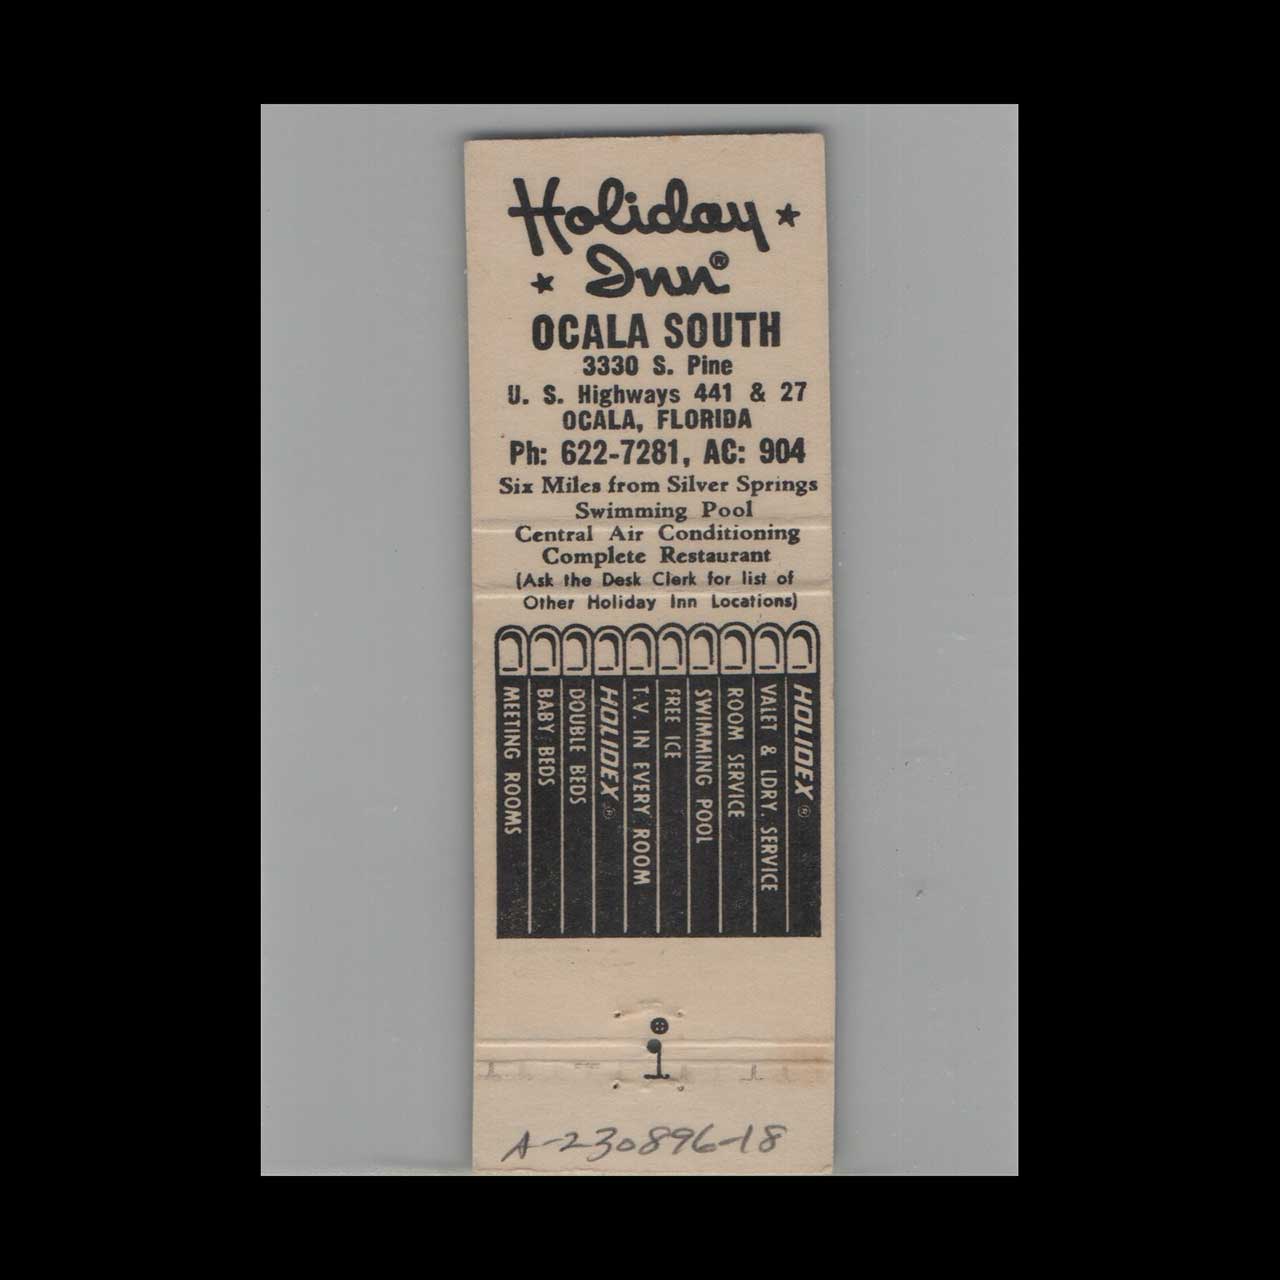 Holiday
Inn®
OCALA SOUTH
3330 S. Pine
U. S. Highways 441 & 27
OCALA, FLORIDA
Ph: 622-7281, AC: 904
Six Miles from Silver Springs
Swimming Pool
Central Air Conditioning
Complete Restaurant
(Ask the Desk Clerk for list of
Other Holiday Inn Locations)
HOLIDEX®
VALET & LDRY. SERVICE
ROOM SERVICE
SWIMMING POOL
FREE ICE
T.V. IN EVERY ROOM
HOLIDEX®
DOUBLE BEDS
BABY BEDS
MEETING ROOMS
A-230896-18